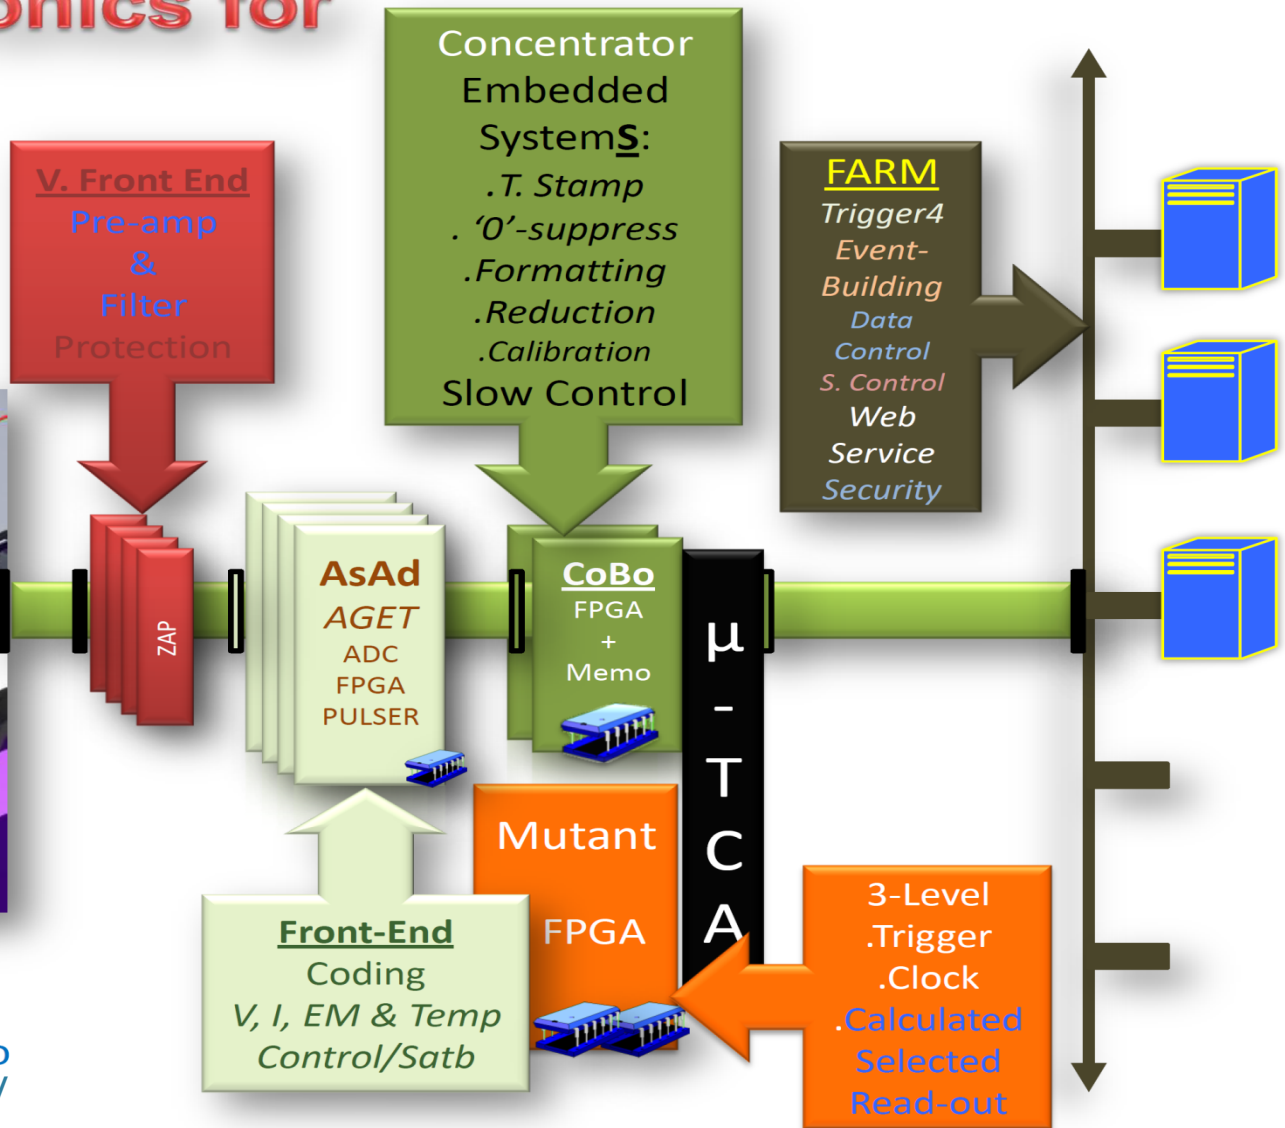 Concentrator
Embedded
SystemS:
.T. Stamp
. ‘0’-suppress
.Formatting
.Reduction
.Calibration
Slow Control
V. Front End
Pre-amp
&
Filter
Protection
FARM
Trigger4
Event-
Building
Data
Control
S. Control
Web
Service
Security
ZAP
AsAd
AGET
ADC
FPGA
PULSER
CoBo
FPGA
+
Memo
µ
-
T
C
A
Mutant
FPGA
Front-End
Coding
V, I, EM & Temp
Control/Satb
3-Level
.Trigger
.Clock
.Calculated
Selected
Read-out